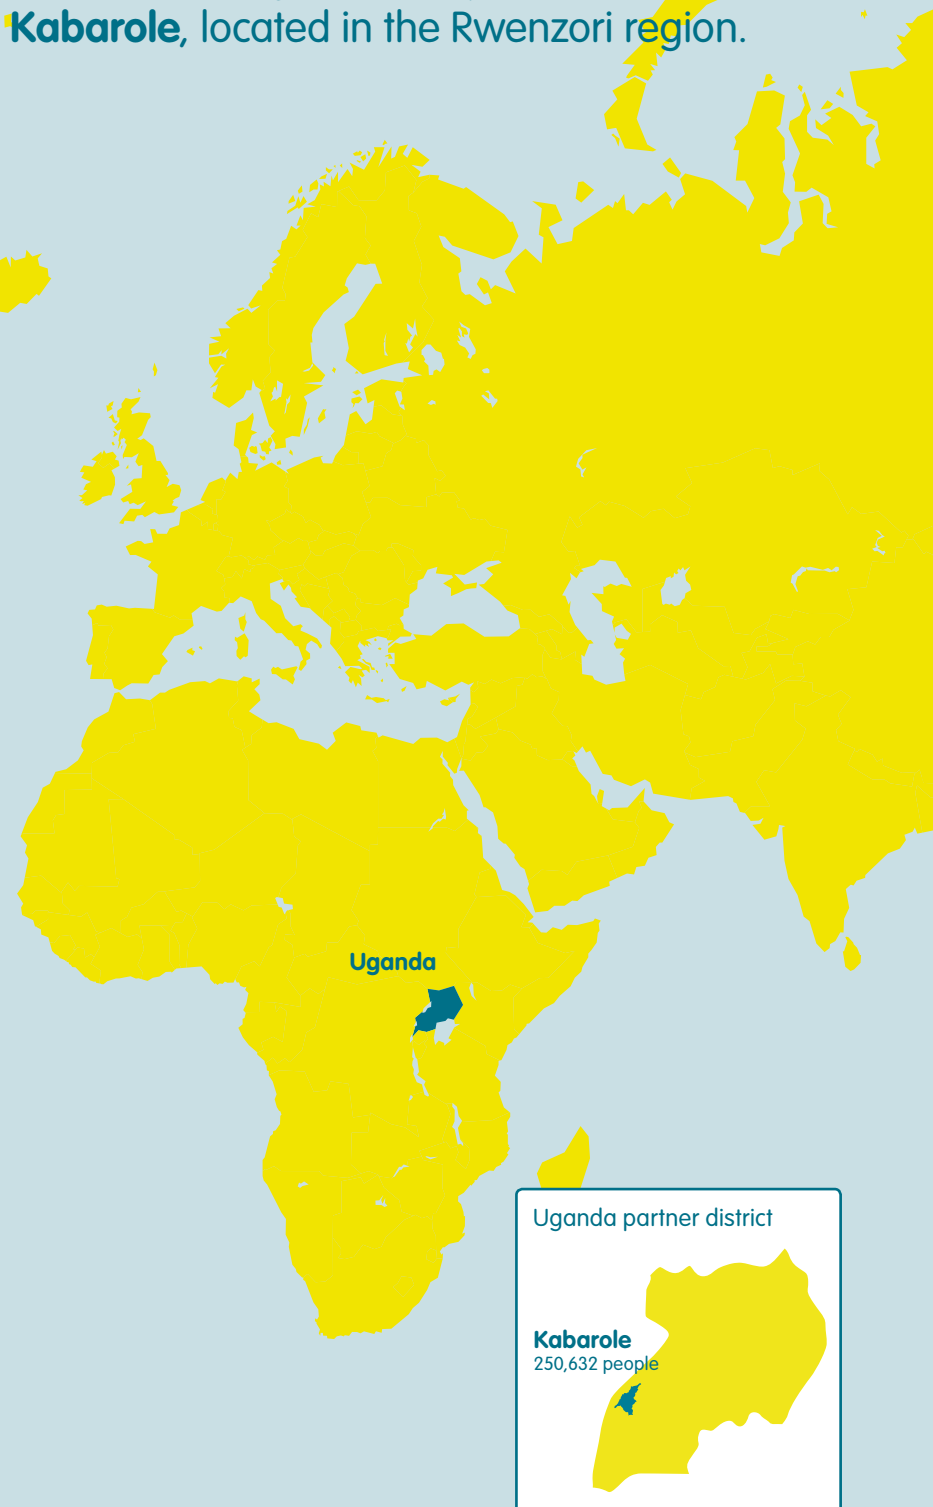 Kabarole, located in the Rwenzori region.
Uganda
Uganda partner district
Kabarole
250,632 people